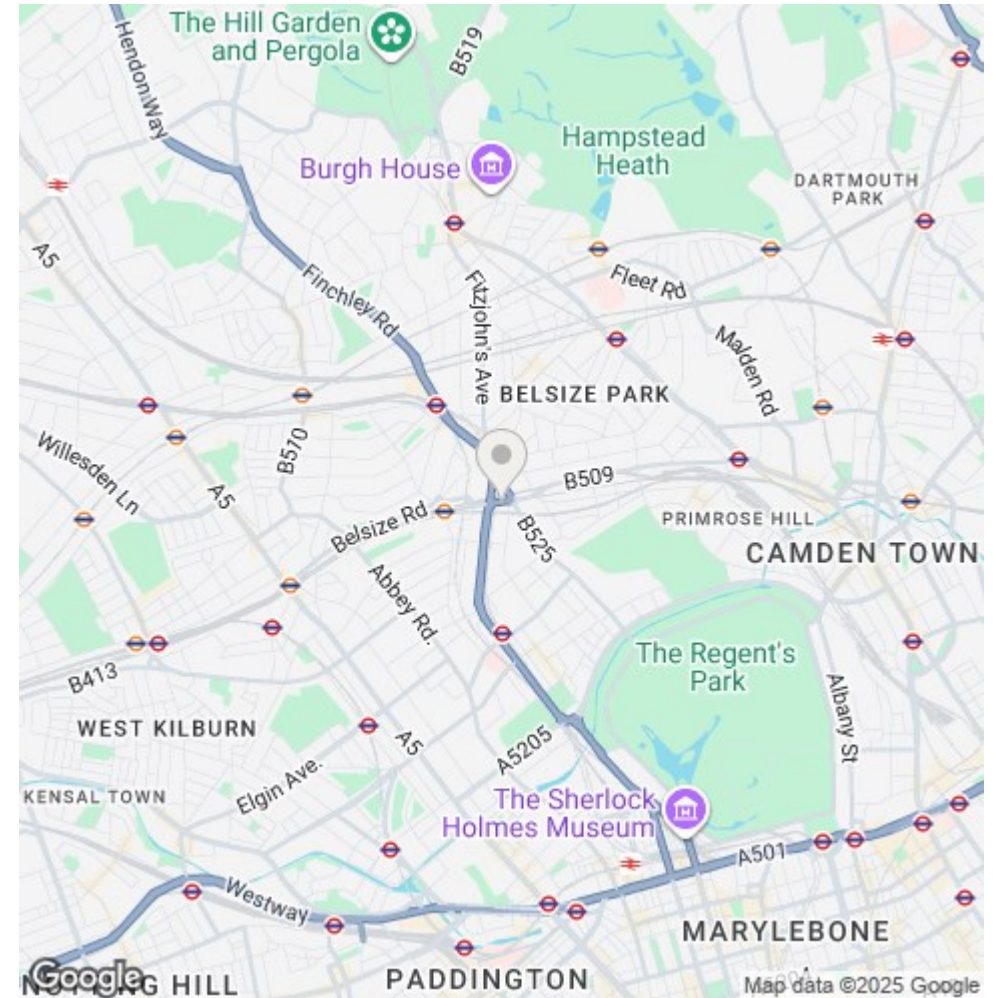 The Hill Garden
and Pergola
B519
Hendon Way
Hampstead
Heath
Burgh House
DARTMOUTH
PARK
A5
Fleet Rd
Finchley Rd
Fitzjohn's Ave
Malden Rd
BELSIZE PARK
B510
Willesden Ln
B509
A5
Belsize Rd
B525
PRIMROSE HILL
CAMDEN TOWN
Abbey Rd.
The Regent's
Park
B413
Albany St
WEST KILBURN
A5
A5205
KENSAL TOWN
Elgin Ave.
The Sherlock
Holmes Museum
A501
Westway
MARYLEBONE
Google
NOTTING HILL
PADDINGTON
Map data ©2025 Google